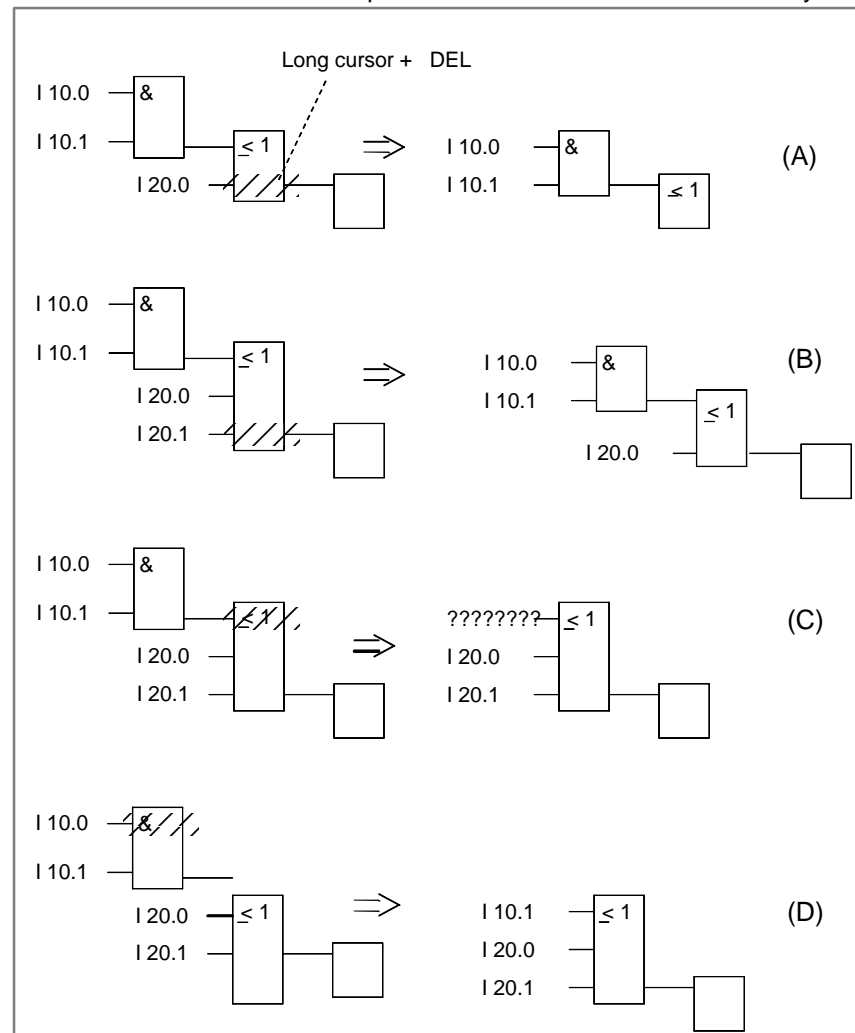 Long cursor + DEL
I 10.0 &
I 10.1 ≤ 1 I 10.0 & (A)
I 20.0 I 10.1 ≤ 1
I 10.0 &
I 10.1 ≤ 1 I 10.0 & (B)
I 20.0 I 10.1 ≤ 1
I 20.1 I 20.0
I 10.0 &
I 10.1 ≤ 1 ???????? ≤ 1 (C)
I 20.0 I 20.0
I 20.1 I 20.1
I 10.0 &
I 10.1
I 20.0 ≤ 1 I 10.1 ≤ 1 (D)
I 20.1 I 20.0
I 20.1